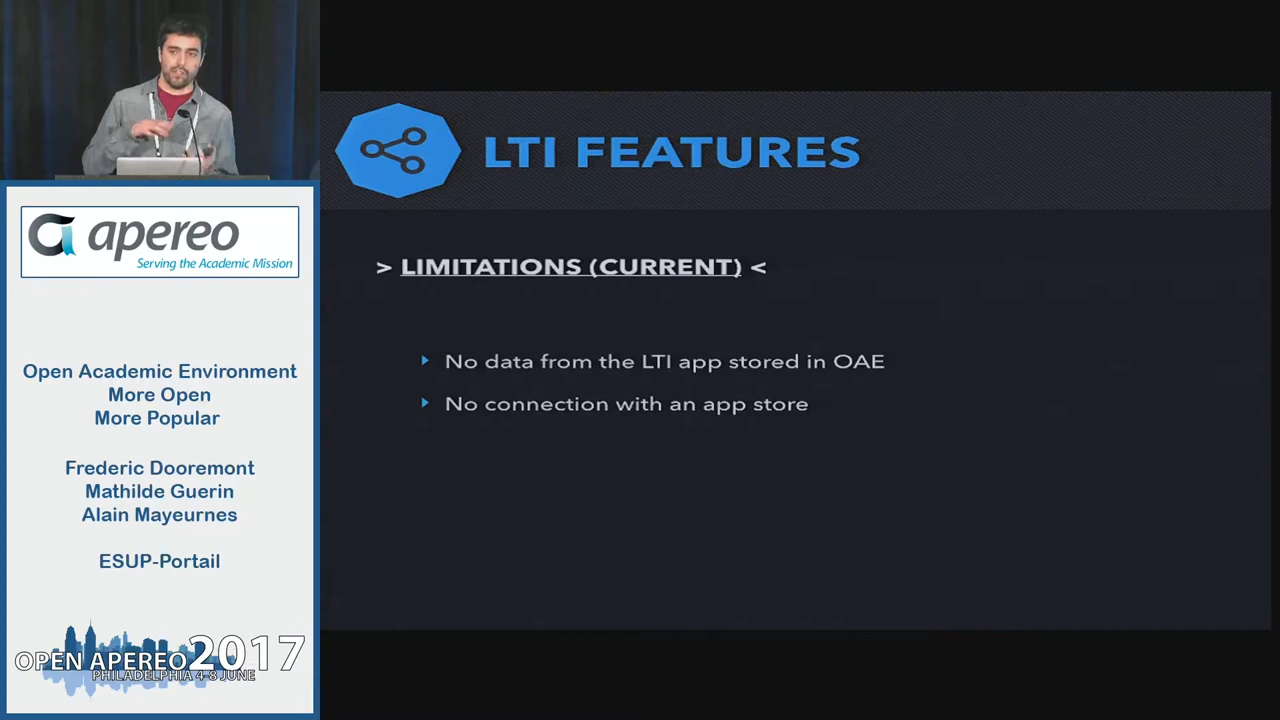 apereo
Serving the Academic Mission
Open Academic Environment
More Open
More Popular
Frederic Dooremont
Mathilde Guerin
Alain Mayeurnes
ESUP-Portail
OPEN APEREO 2017
PHILADELPHIA 4-8 JUNE
LTI FEATURES
> LIMITATIONS (CURRENT) <
No data from the LTI app stored in OAE
No connection with an app store